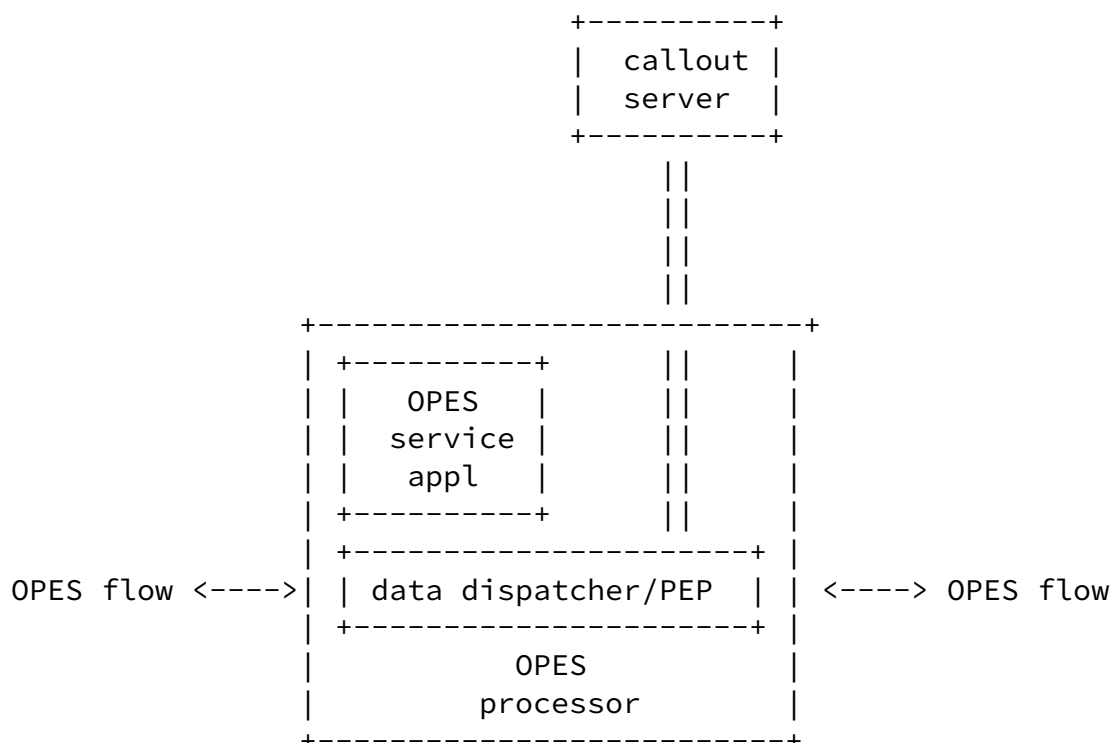 callout
server
OPES
service
appl
OPES flow <----> data dispatcher/PEP <----> OPES flow
OPES
processor